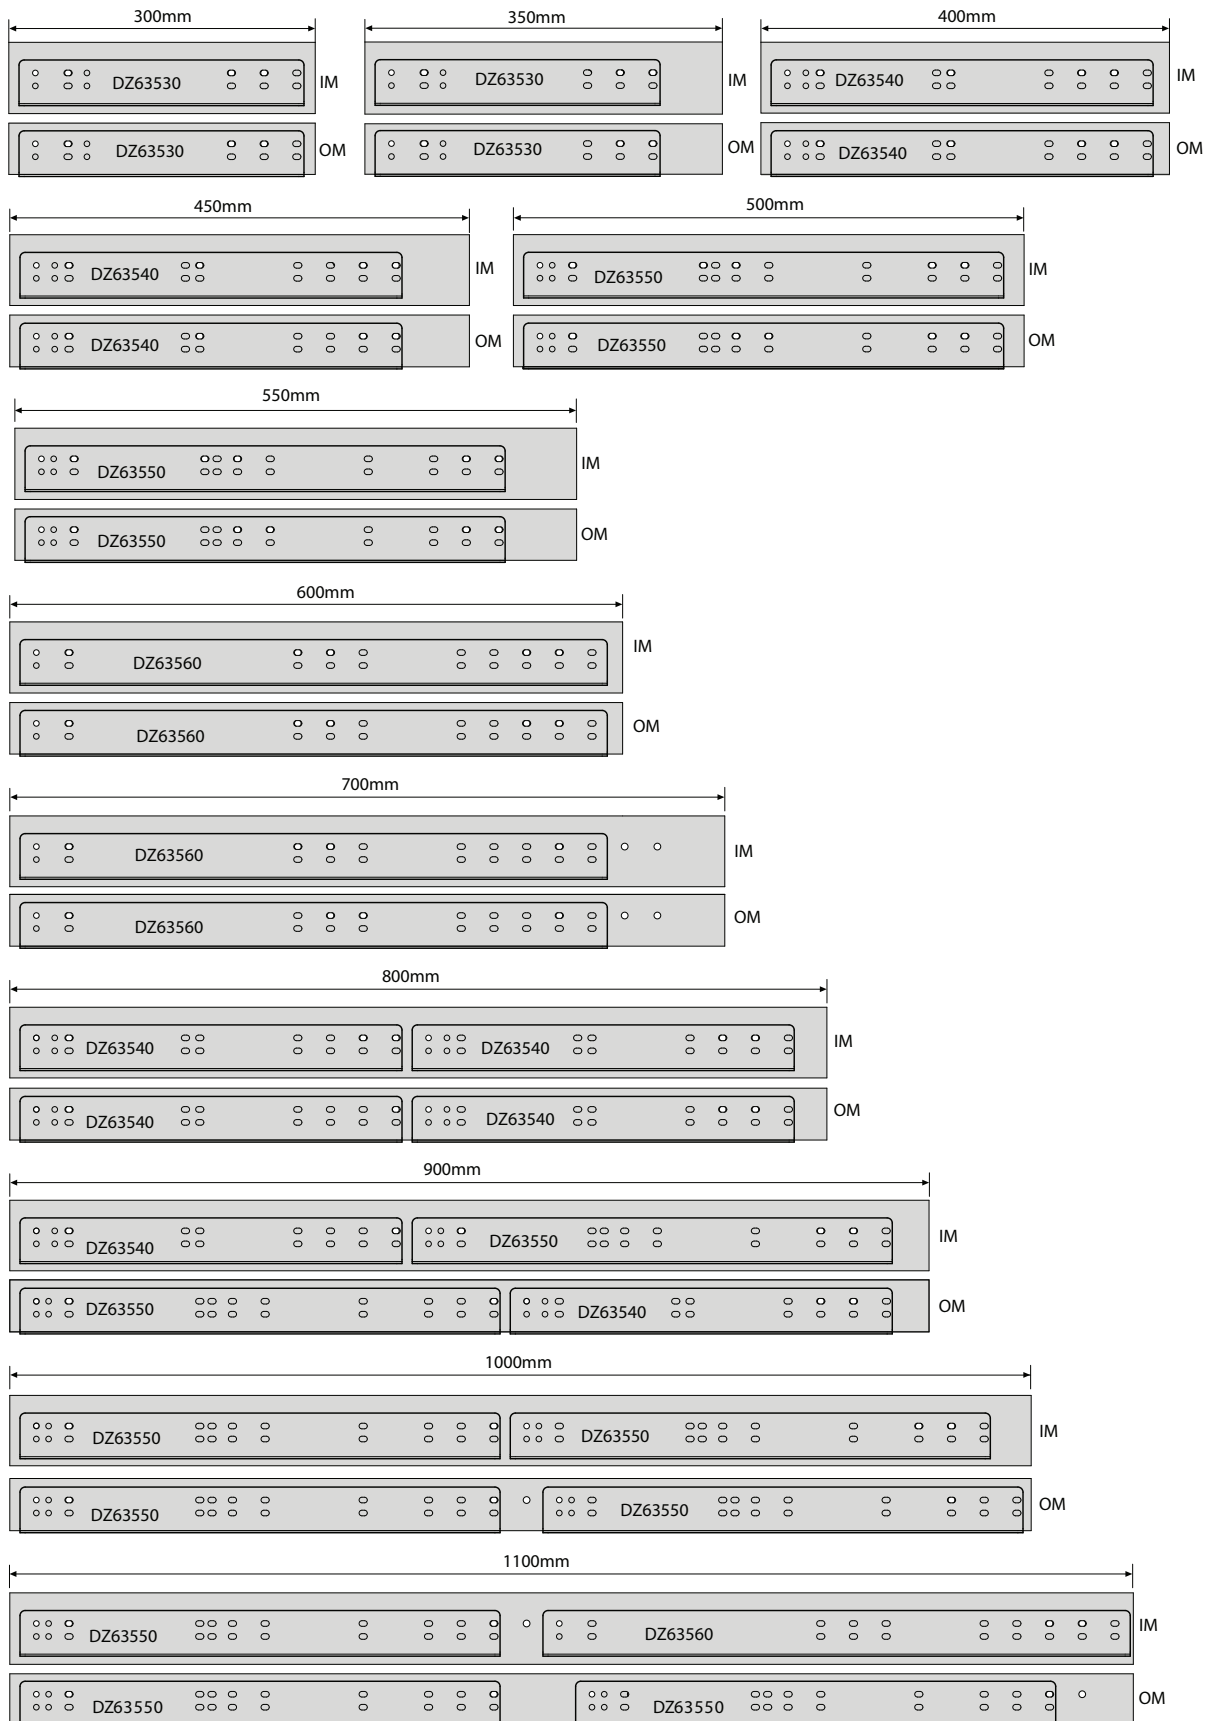 300mm
DZ63530
IM
DZ63530
OM
350mm
DZ63530
IM
DZ63530
OM
400mm
DZ63540
IM
DZ63540
OM
450mm
DZ63540
IM
DZ63540
OM
500mm
DZ63550
IM
DZ63550
OM
550mm
DZ63550
IM
DZ63550
OM
600mm
DZ63560
IM
DZ63560
OM
700mm
DZ63560
IM
DZ63560
OM
800mm
DZ63540 DZ63540 IM
DZ63540 DZ63540 OM
900mm
DZ63540 DZ63550 IM
DZ63550 DZ63540 OM
1000mm
DZ63550 DZ63550 IM
DZ63550 DZ63550 OM
1100mm
DZ63550 DZ63560 IM
DZ63550 DZ63550 OM